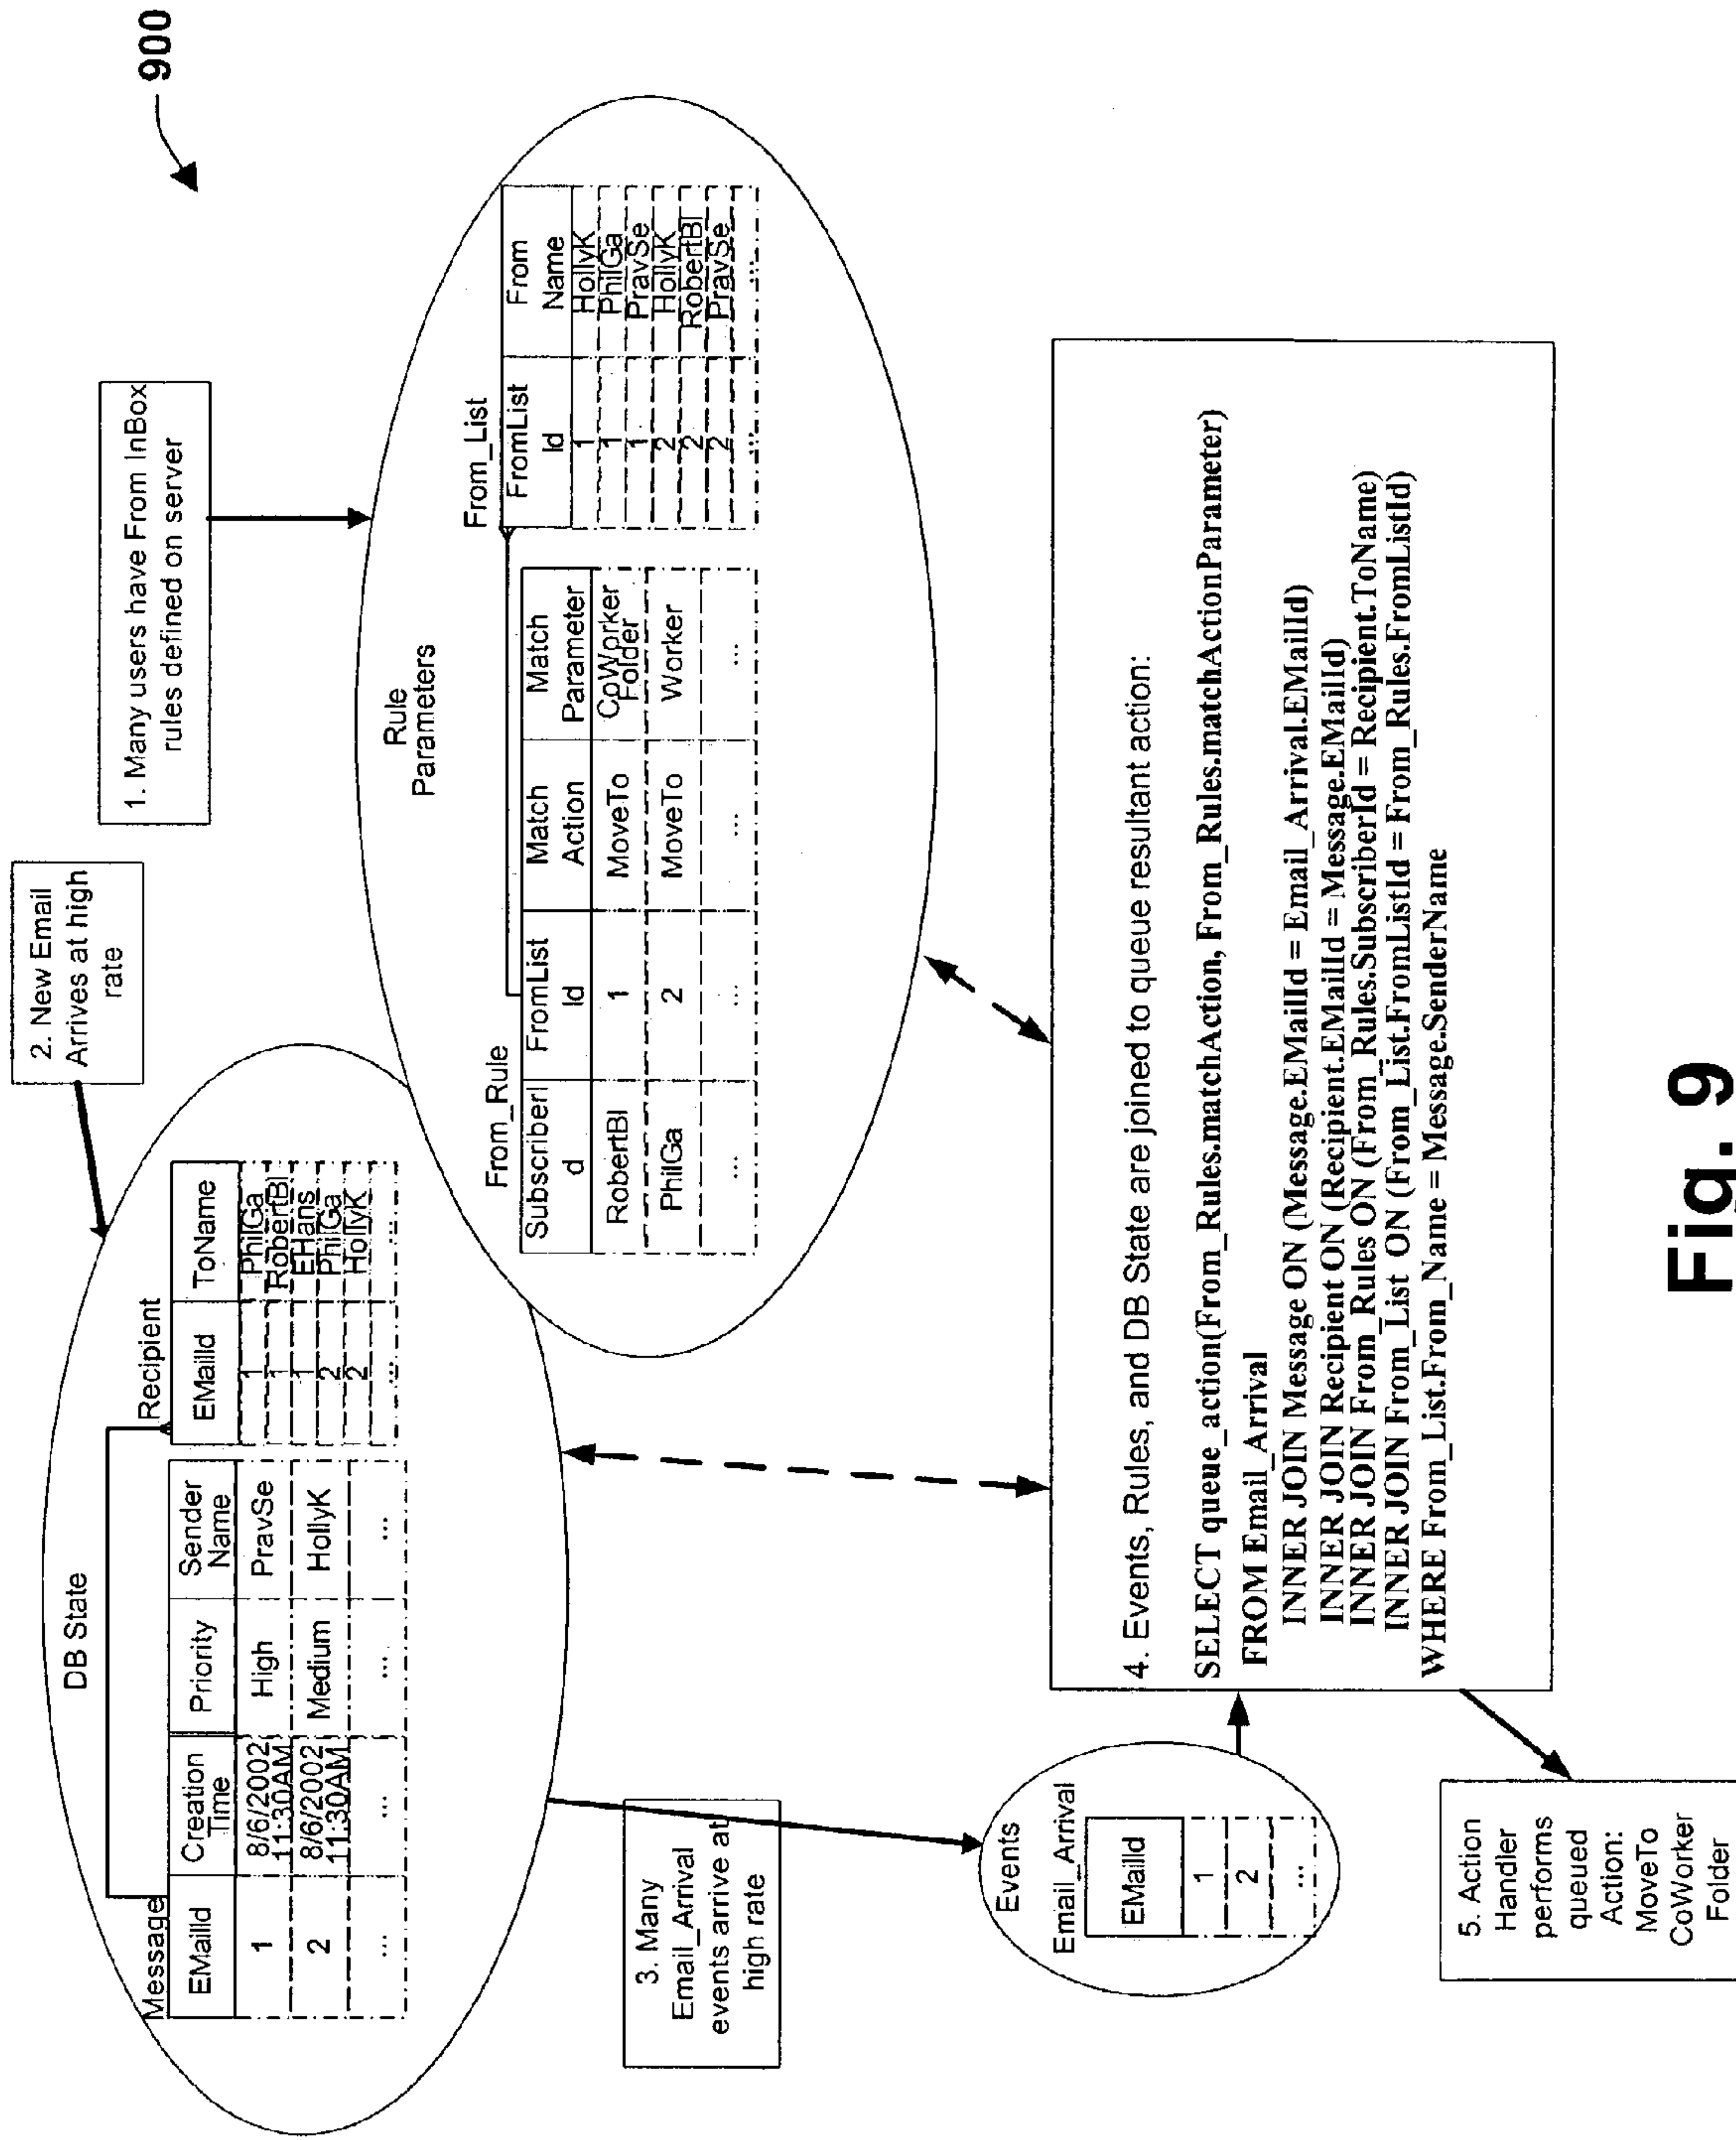 900
1. Many users have From InBox
rules defined on server
2. New Email
Arrives at high
rate
DB State
Message
EMailId Creation Time Priority Sender Name
1 8/6/2002 11:30AM High PravSe
2 8/6/2002 11:30AM Medium HollyK
... ... ... ...
Recipient
EMailId ToName
1 PhilGa
1 RobertBl
1 EHans
2 PhilGa
2 HollyK
... ...
Rule
Parameters
From_Rule
SubscriberI d FromList Id Match Action Match Parameter
RobertBl 1 MoveTo CoWorker Folder
PhilGa 2 MoveTo Worker
... ... ... ...
From_List
FromList Id From Name
1 HollyK
1 PhilGa
1 PravSe
2 HollyK
2 RobertBl
2 PravSe
... ...
3. Many
Email_Arrival
events arrive at
high rate
Events
Email_Arrival
EMailId
1
2
...
4. Events, Rules, and DB State are joined to queue resultant action:
SELECT queue_action(From_Rules.matchAction, From_Rules.matchActionParameter)
FROM Email_Arrival
INNER JOIN Message ON (Message.EMailId = Email_Arrival.EMailId)
INNER JOIN Recipient ON (Recipient.EMailId = Message.EMailId)
INNER JOIN From_Rules ON (From_Rules.SubscriberId = Recipient.ToName)
INNER JOIN From_List ON (From_List.FromListId = From_Rules.FromListId)
WHERE From_List.From_Name = Message.SenderName
5. Action
Handler
performs
queued
Action:
MoveTo
CoWorker
Folder
Fig. 9